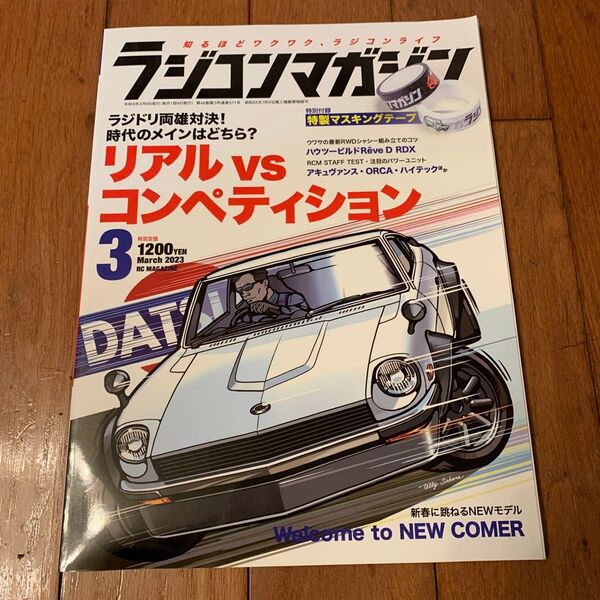 知るほどワクワク、ラジコンライフ
ラジコンマガジン
特別付録
特製マスキングテープ
ラジドリ両雄対決！
時代のメインはどちら？
リアル vs
コンペティション
ウワサの最新RWDシャシー組み立てのコツ
ハウツービルドRêve D RDX
RCM STAFF TEST・注目のパワーユニット
アキュヴァンス・ORCA・ハイテックほか
3
特別定価
1200YEN
March 2023
RC MAGAZINE
DATS
新春に跳ねるNEWモデル
Welcome to NEW COMER